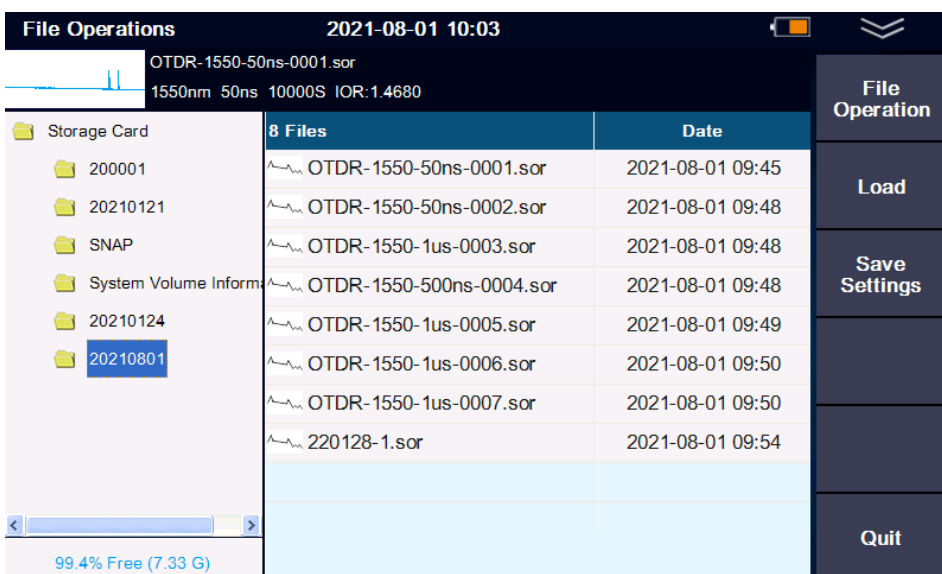 File Operations 2021-08-01 10:03
OTDR-1550-50ns-0001.sor
1550nm 50ns 10000S IOR:1.4680
File
Operation
Load
Save
Settings
Quit
Storage Card
200001
20210121
SNAP
System Volume Informa
20210124
20210801
99.4% Free (7.33 G)
8 Files Date
OTDR-1550-50ns-0001.sor 2021-08-01 09:45
OTDR-1550-50ns-0002.sor 2021-08-01 09:48
OTDR-1550-1us-0003.sor 2021-08-01 09:48
OTDR-1550-500ns-0004.sor 2021-08-01 09:48
OTDR-1550-1us-0005.sor 2021-08-01 09:49
OTDR-1550-1us-0006.sor 2021-08-01 09:50
OTDR-1550-1us-0007.sor 2021-08-01 09:50
220128-1.sor 2021-08-01 09:54